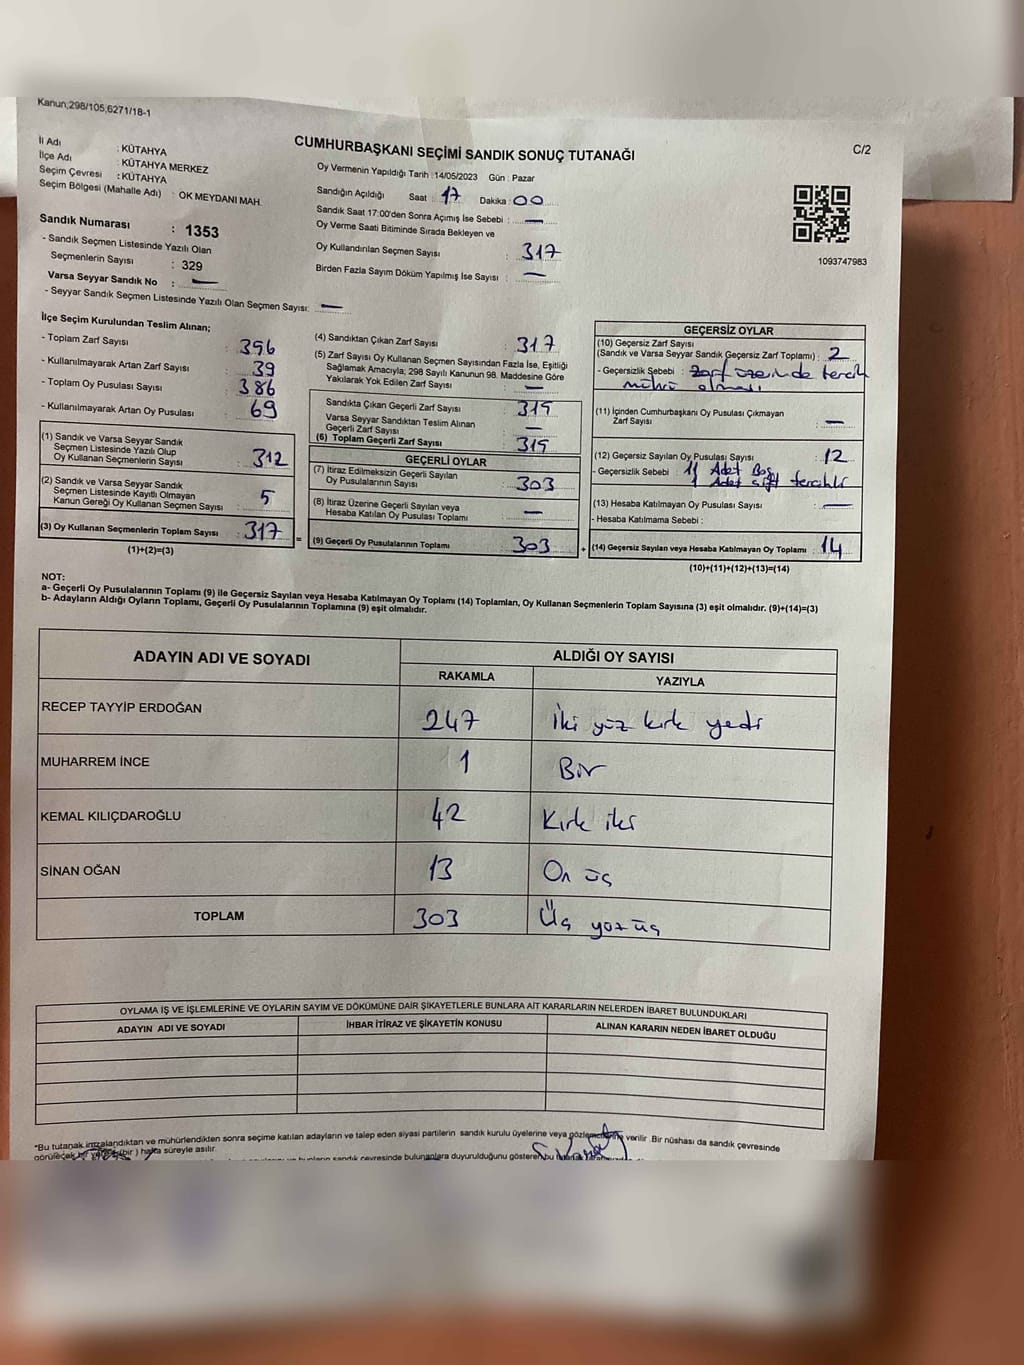 Kanun;298/105,6271/18-1
C/2
CUMHURBAŞKANI SEÇİMİ SANDIK SONUÇ TUTANAĞI
İl Adı : KÜTAHYA
İlçe Adı : KÜTAHYA MERKEZ
Seçim Çevresi : KÜTAHYA
Seçim Bölgesi (Mahalle Adı) : OK MEYDANI MAH.
Sandık Numarası : 1353
- Sandık Seçmen Listesinde Yazılı Olan
Seçmenlerin Sayısı : 329
Varsa Seyyar Sandık No : —
- Seyyar Sandık Seçmen Listesinde Yazılı Olan Seçmen Sayısı: —
Oy Vermenin Yapıldığı Tarih :14/05/2023 Gün : Pazar
Sandığın Açıldığı Saat : 17 Dakika : 00
Sandık Saat 17:00'den Sonra Açımış İse Sebebi : —
Oy Verme Saati Bitiminde Sırada Bekleyen ve
Oy Kullandırılan Seçmen Sayısı : 317
Birden Fazla Sayım Döküm Yapılmış İse Sayısı : —
1093747983
İlçe Seçim Kurulundan Teslim Alınan;
- Toplam Zarf Sayısı : 396
- Kullanılmayarak Artan Zarf Sayısı : 39
- Toplam Oy Pusulası Sayısı : 386
- Kullanılmayarak Artan Oy Pusulası : 69
(1) Sandık ve Varsa Seyyar Sandık
Seçmen Listesinde Yazılı Olup
Oy Kullanan Seçmenlerin Sayısı : 312
(2) Sandık ve Varsa Seyyar Sandık
Seçmen Listesinde Kayıtlı Olmayan
Kanun Gereği Oy Kullanan Seçmen Sayısı : 5
(3) Oy Kullanan Seçmenlerin Toplam Sayısı : 317
(1)+(2)=(3)
=
(4) Sandıktan Çıkan Zarf Sayısı : 317
(5) Zarf Sayısı Oy Kullanan Seçmen Sayısından Fazla İse, Eşitliği
Sağlamak Amacıyla, 298 Sayılı Kanunun 98. Maddesine Göre
Yakılarak Yok Edilen Zarf Sayısı : —
Sandıkta Çıkan Geçerli Zarf Sayısı : 315
Varsa Seyyar Sandıktan Teslim Alınan
Geçerli Zarf Sayısı : —
(6) Toplam Geçerli Zarf Sayısı : 315
GEÇERLİ OYLAR
(7) İtiraz Edilmeksizin Geçerli Sayılan
Oy Pusulalarının Sayısı : 303
(8) İtiraz Üzerine Geçerli Sayılan veya
Hesaba Katılan Oy Pusulası Toplamı : —
(9) Geçerli Oy Pusulalarının Toplamı : 303
+
GEÇERSİZ OYLAR
(10) Geçersiz Zarf Sayısı
(Sandık ve Varsa Seyyar Sandık Geçersiz Zarf Toplamı) : 2
- Geçersizlik Sebebi : zarf üzerinde tercih
mührü olması
(11) İçinden Cumhurbaşkanı Oy Pusulası Çıkmayan
Zarf Sayısı : —
(12) Geçersiz Sayılan Oy Pusulası Sayısı : 12
- Geçersizlik Sebebi : 11 Adet Boş
1 Adet çift tercihli
(13) Hesaba Katılmayan Oy Pusulası Sayısı : —
- Hesaba Katılmama Sebebi :
(14) Geçersiz Sayılan veya Hesaba Katılmayan Oy Toplamı : 14
(10)+(11)+(12)+(13)=(14)
NOT:
a- Geçerli Oy Pusulalarının Toplamı (9) ile Geçersiz Sayılan veya Hesaba Katılmayan Oy Toplamı (14) Toplamları, Oy Kullanan Seçmenlerin Toplam Sayısına (3) eşit olmalıdır. (9)+(14)=(3)
b- Adayların Aldığı Oyların Toplamı, Geçerli Oy Pusulalarının Toplamına (9) eşit olmalıdır.
ADAYIN ADI VE SOYADI ALDIĞI OY SAYISI
RAKAMLA YAZIYLA
RECEP TAYYİP ERDOĞAN 247 İki yüz kırk yedi
MUHARREM İNCE 1 Bir
KEMAL KILIÇDAROĞLU 42 Kırk iki
SİNAN OĞAN 13 On üç
TOPLAM 303 Üç yüz üç
OYLAMA İŞ VE İŞLEMLERİNE VE OYLARIN SAYIM VE DÖKÜMÜNE DAİR ŞİKAYETLERLE BUNLARA AİT KARARLARIN NELERDEN İBARET BULUNDUKLARI
ADAYIN ADI VE SOYADI İHBAR İTİRAZ VE ŞİKAYETİN KONUSU ALINAN KARARIN NEDEN İBARET OLDUĞU
*Bu tutanak imzalandıktan ve mühürlendikten sonra seçime katılan adayların ve talep eden siyasi partilerin sandık kurulu üyelerine veya gözlemcilerine verilir .Bir nüshası da sandık çevresinde
görülecek bir yerde (bir ) hafta süreyle asılır.
bunların sandık çevresinde bulunanlara duyurulduğunu gösteren bu